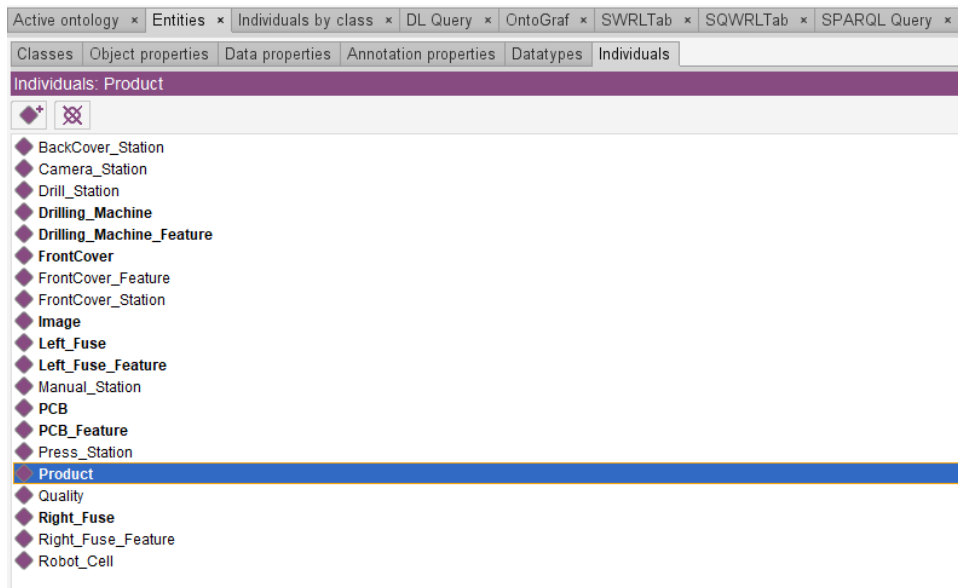 Active ontology × Entities × Individuals by class × DL Query × OntoGraf × SWRLTab × SQWRLTab × SPARQL Query ×
Classes Object properties Data properties Annotation properties Datatypes Individuals
Individuals: Product
BackCover_Station
Camera_Station
Drill_Station
Drilling_Machine
Drilling_Machine_Feature
FrontCover
FrontCover_Feature
FrontCover_Station
Image
Left_Fuse
Left_Fuse_Feature
Manual_Station
PCB
PCB_Feature
Press_Station
Product
Quality
Right_Fuse
Right_Fuse_Feature
Robot_Cell